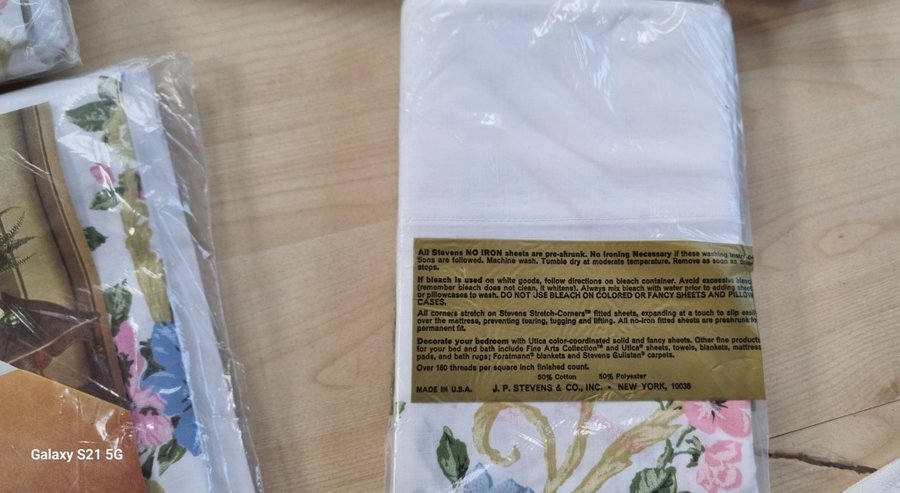 All Stevens NO IRON sheets are pre-shrunk. No Ironing Necessary if these washing
tions are followed. Machine wash. Tumble dry at moderate temperature. Remove as soon as
stops.
If bleach is used on white goods, follow directions on bleach container. Avoid excessive
(remember bleach does not clean, it whitens). Always mix bleach with water prior to adding
or pillowcases to wash. DO NOT USE BLEACH ON COLORED OR FANCY SHEETS AND PILLOW
CASES.
All corners stretch on Stevens Stretch-Corners™ fitted sheets, expanding at a touch to slip
over the mattress, preventing tearing, tugging and lifting. All no-iron fitted sheets are preshrunk
permanent fit.
Decorate your bedroom with Utica color-coordinated solid and fancy sheets. Other fine products
for your bed and bath include Fine Arts Collection™ and Utica® sheets, towels, blankets, mattress
pads, and bath rugs; Forstmann® blankets and Stevens Gulistan® carpets.
Over 180 threads per square inch finished count.
50% Cotton 50% Polyester
MADE IN U.S.A. J. P. STEVENS & CO., INC. • NEW YORK, 10036
Galaxy S21 5G